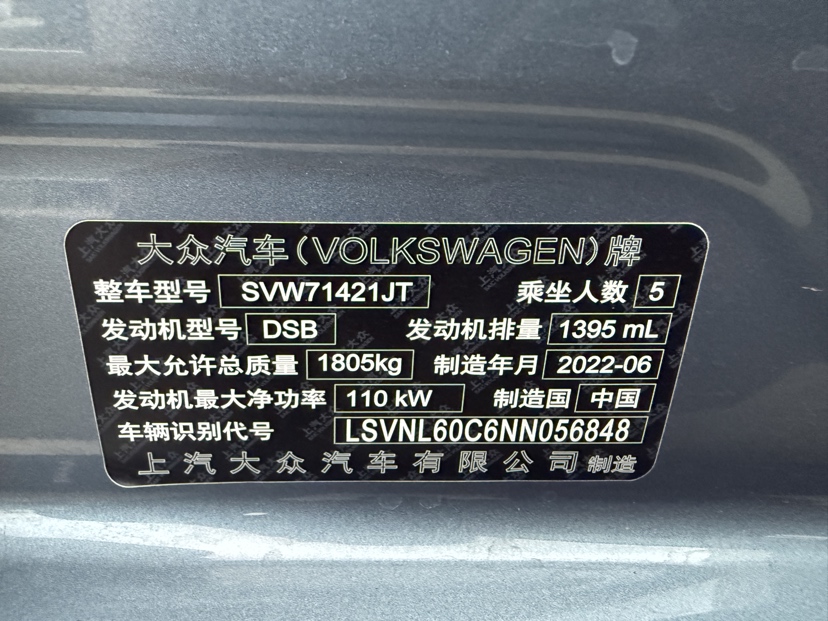 大众汽车(VOLKSWAGEN)牌
整车型号 SVW71421JT 乘坐人数 5
发动机型号 DSB 发动机排量 1395 mL
最大允许总质量 1805kg 制造年月 2022-06
发动机最大净功率 110 kW 制造国 中国
车辆识别代号 LSVNL60C6NN056848
上汽大众汽车有限公司 制造